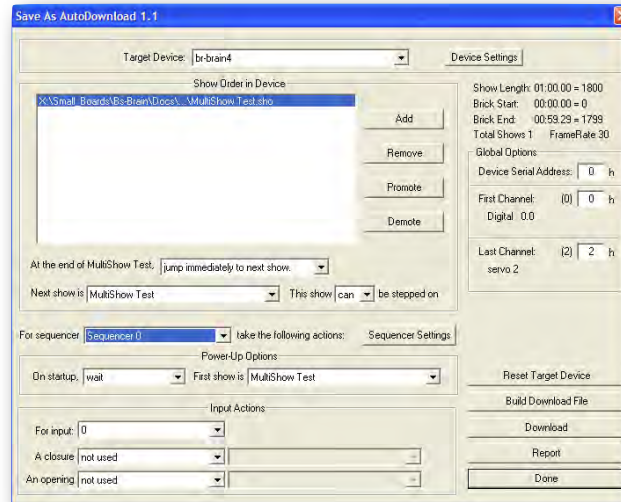 Save As AutoDownload 1.1
Target Device: br-brain4
Device Settings
Show Order in Device
X:\Small_Boards\Bs-Brain\Docs\...\MultiShow Test.sho
Add
Remove
Promote
Demote
At the end of MultiShow Test, jump immediately to next show.
Next show is MultiShow Test This show can be stepped on
Show Length: 01:00.00 = 1800
Brick Start: 00:00.00 = 0
Brick End: 00:59.29 = 1799
Total Shows 1 FrameRate 30
Global Options
Device Serial Address: 0 h
First Channel: (0) 0 h
Digital 0.0
Last Channel: (2) 2 h
servo 2
For sequencer Sequencer 0 take the following actions: Sequencer Settings
Power-Up Options
On startup, wait First show is MultiShow Test
Input Actions
For input: 0
A closure not used
An opening not used
Reset Target Device
Build Download File
Download
Report
Done